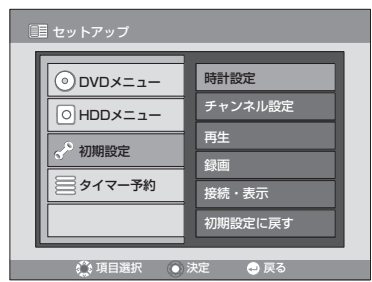 セットアップ
DVDメニュー
HDDメニュー
初期設定
タイマー予約
時計設定
チャンネル設定
再生
録画
接続・表示
初期設定に戻す
項目選択 決定 戻る